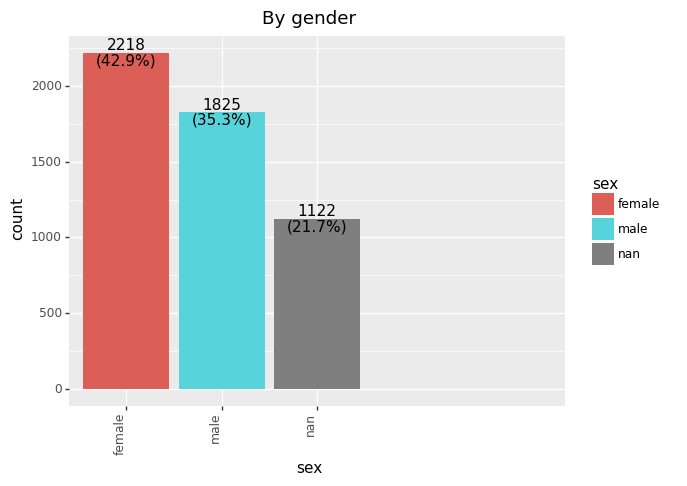 By gender
2218
(42.9%)
1825
(35.3%)
1122
(21.7%)
2000
1500
1000
500
0
count
female
male
nan
sex
sex
female
male
nan